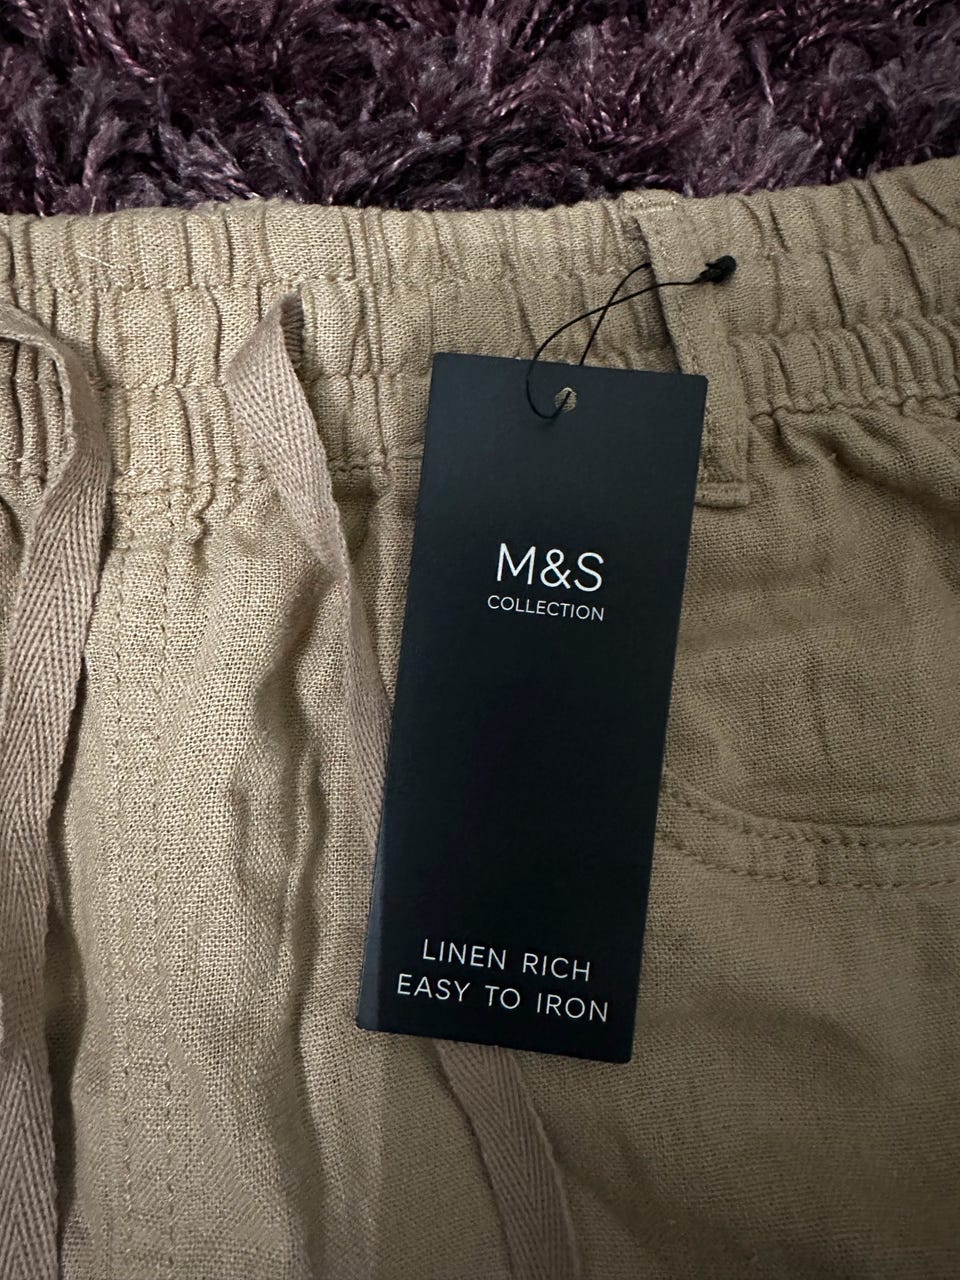 M&S
COLLECTION
LINEN RICH
EASY TO IRON